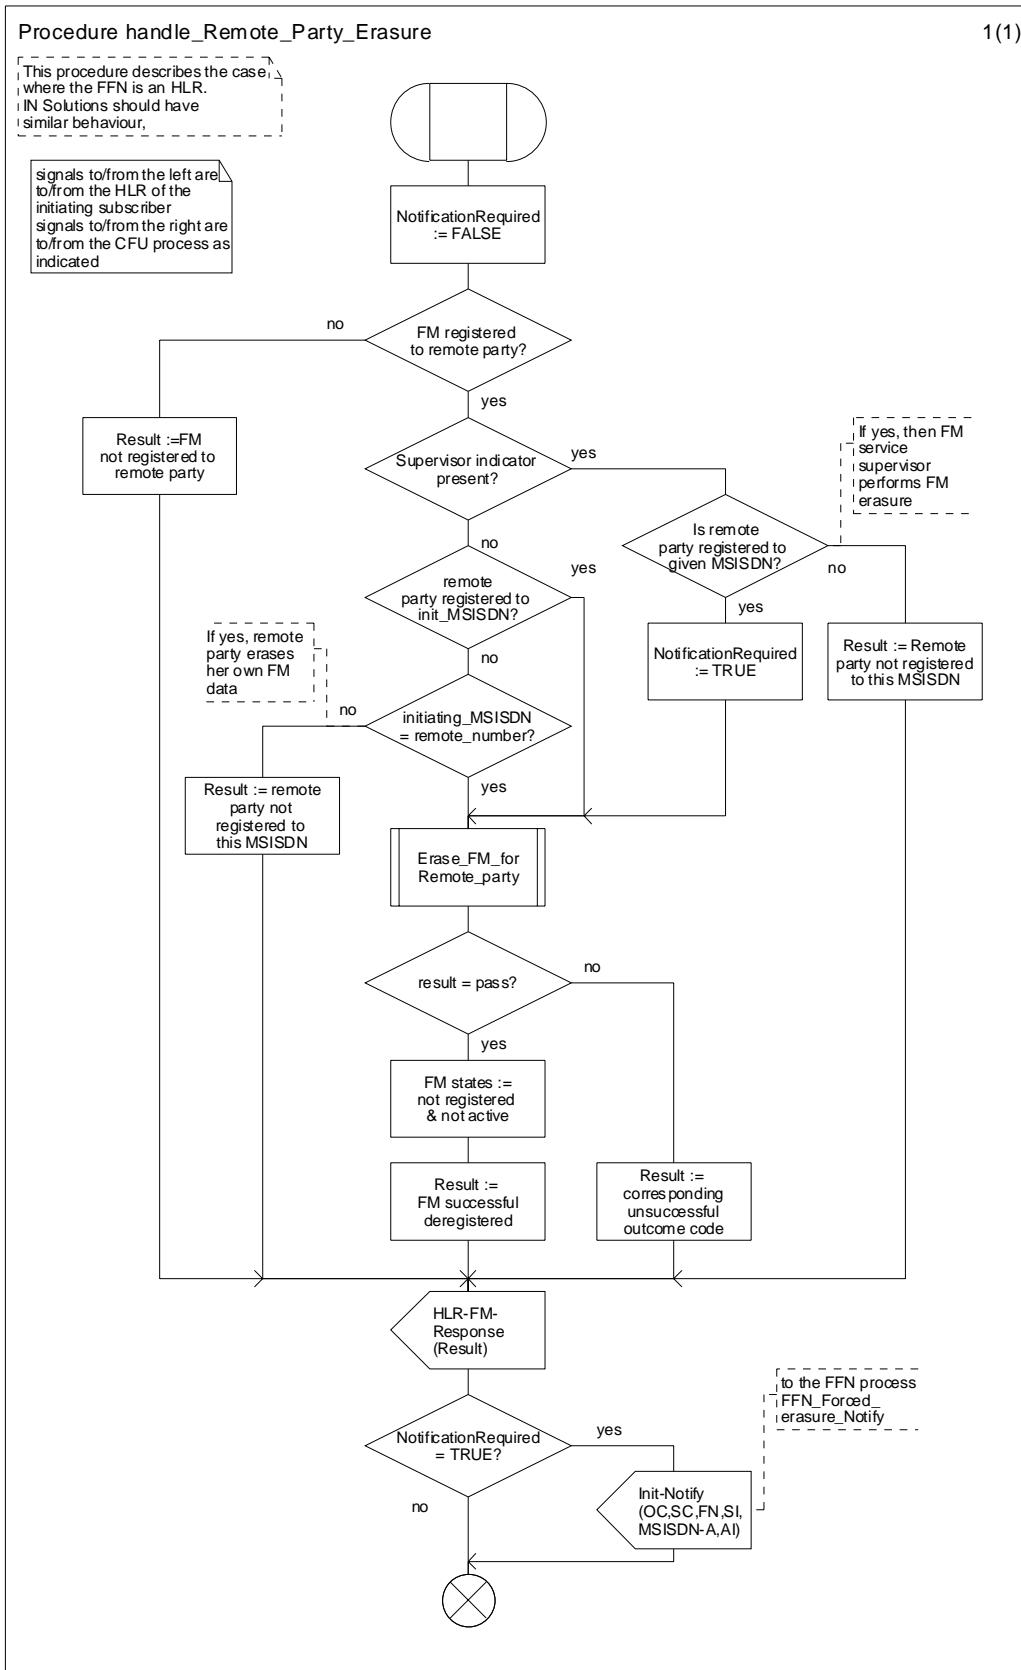 Procedure handle_Remote_Party_Erasure
1(1)
This procedure describes the case
where the FFN is an HLR.
IN Solutions should have
similar behaviour,
signals to/from the left are
to/from the HLR of the
initiating subscriber
signals to/from the right are
to/from the CFU process as
indicated
NotificationRequired
:= FALSE
no
FM registered
to remote party?
yes
Result :=FM
not registered to
remote party
Supervisor indicator
present?
yes
If yes, then FM
service
supervisor
performs FM
erasure
no
Is remote
party registered to
given MSISDN?
no
yes
remote
party registered to
init_MSISDN?
yes
no
If yes, remote
party erases
her own FM
data
NotificationRequired
:= TRUE
Result := Remote
party not registered
to this MSISDN
no
initiating_MSISDN
= remote_number?
yes
Result := remote
party not
registered to
this MSISDN
Erase_FM_for
Remote_party
result = pass?
no
yes
FM states :=
not registered
& not active
Result :=
FM successful
deregistered
Result :=
corresponding
unsuccessful
outcome code
HLR-FM-
Response
(Result)
to the FFN process
FFN_Forced_
erasure_Notify
NotificationRequired
= TRUE?
yes
no
Init-Notify
(OC,SC,FN,SI,
MSISDN-A,AI)